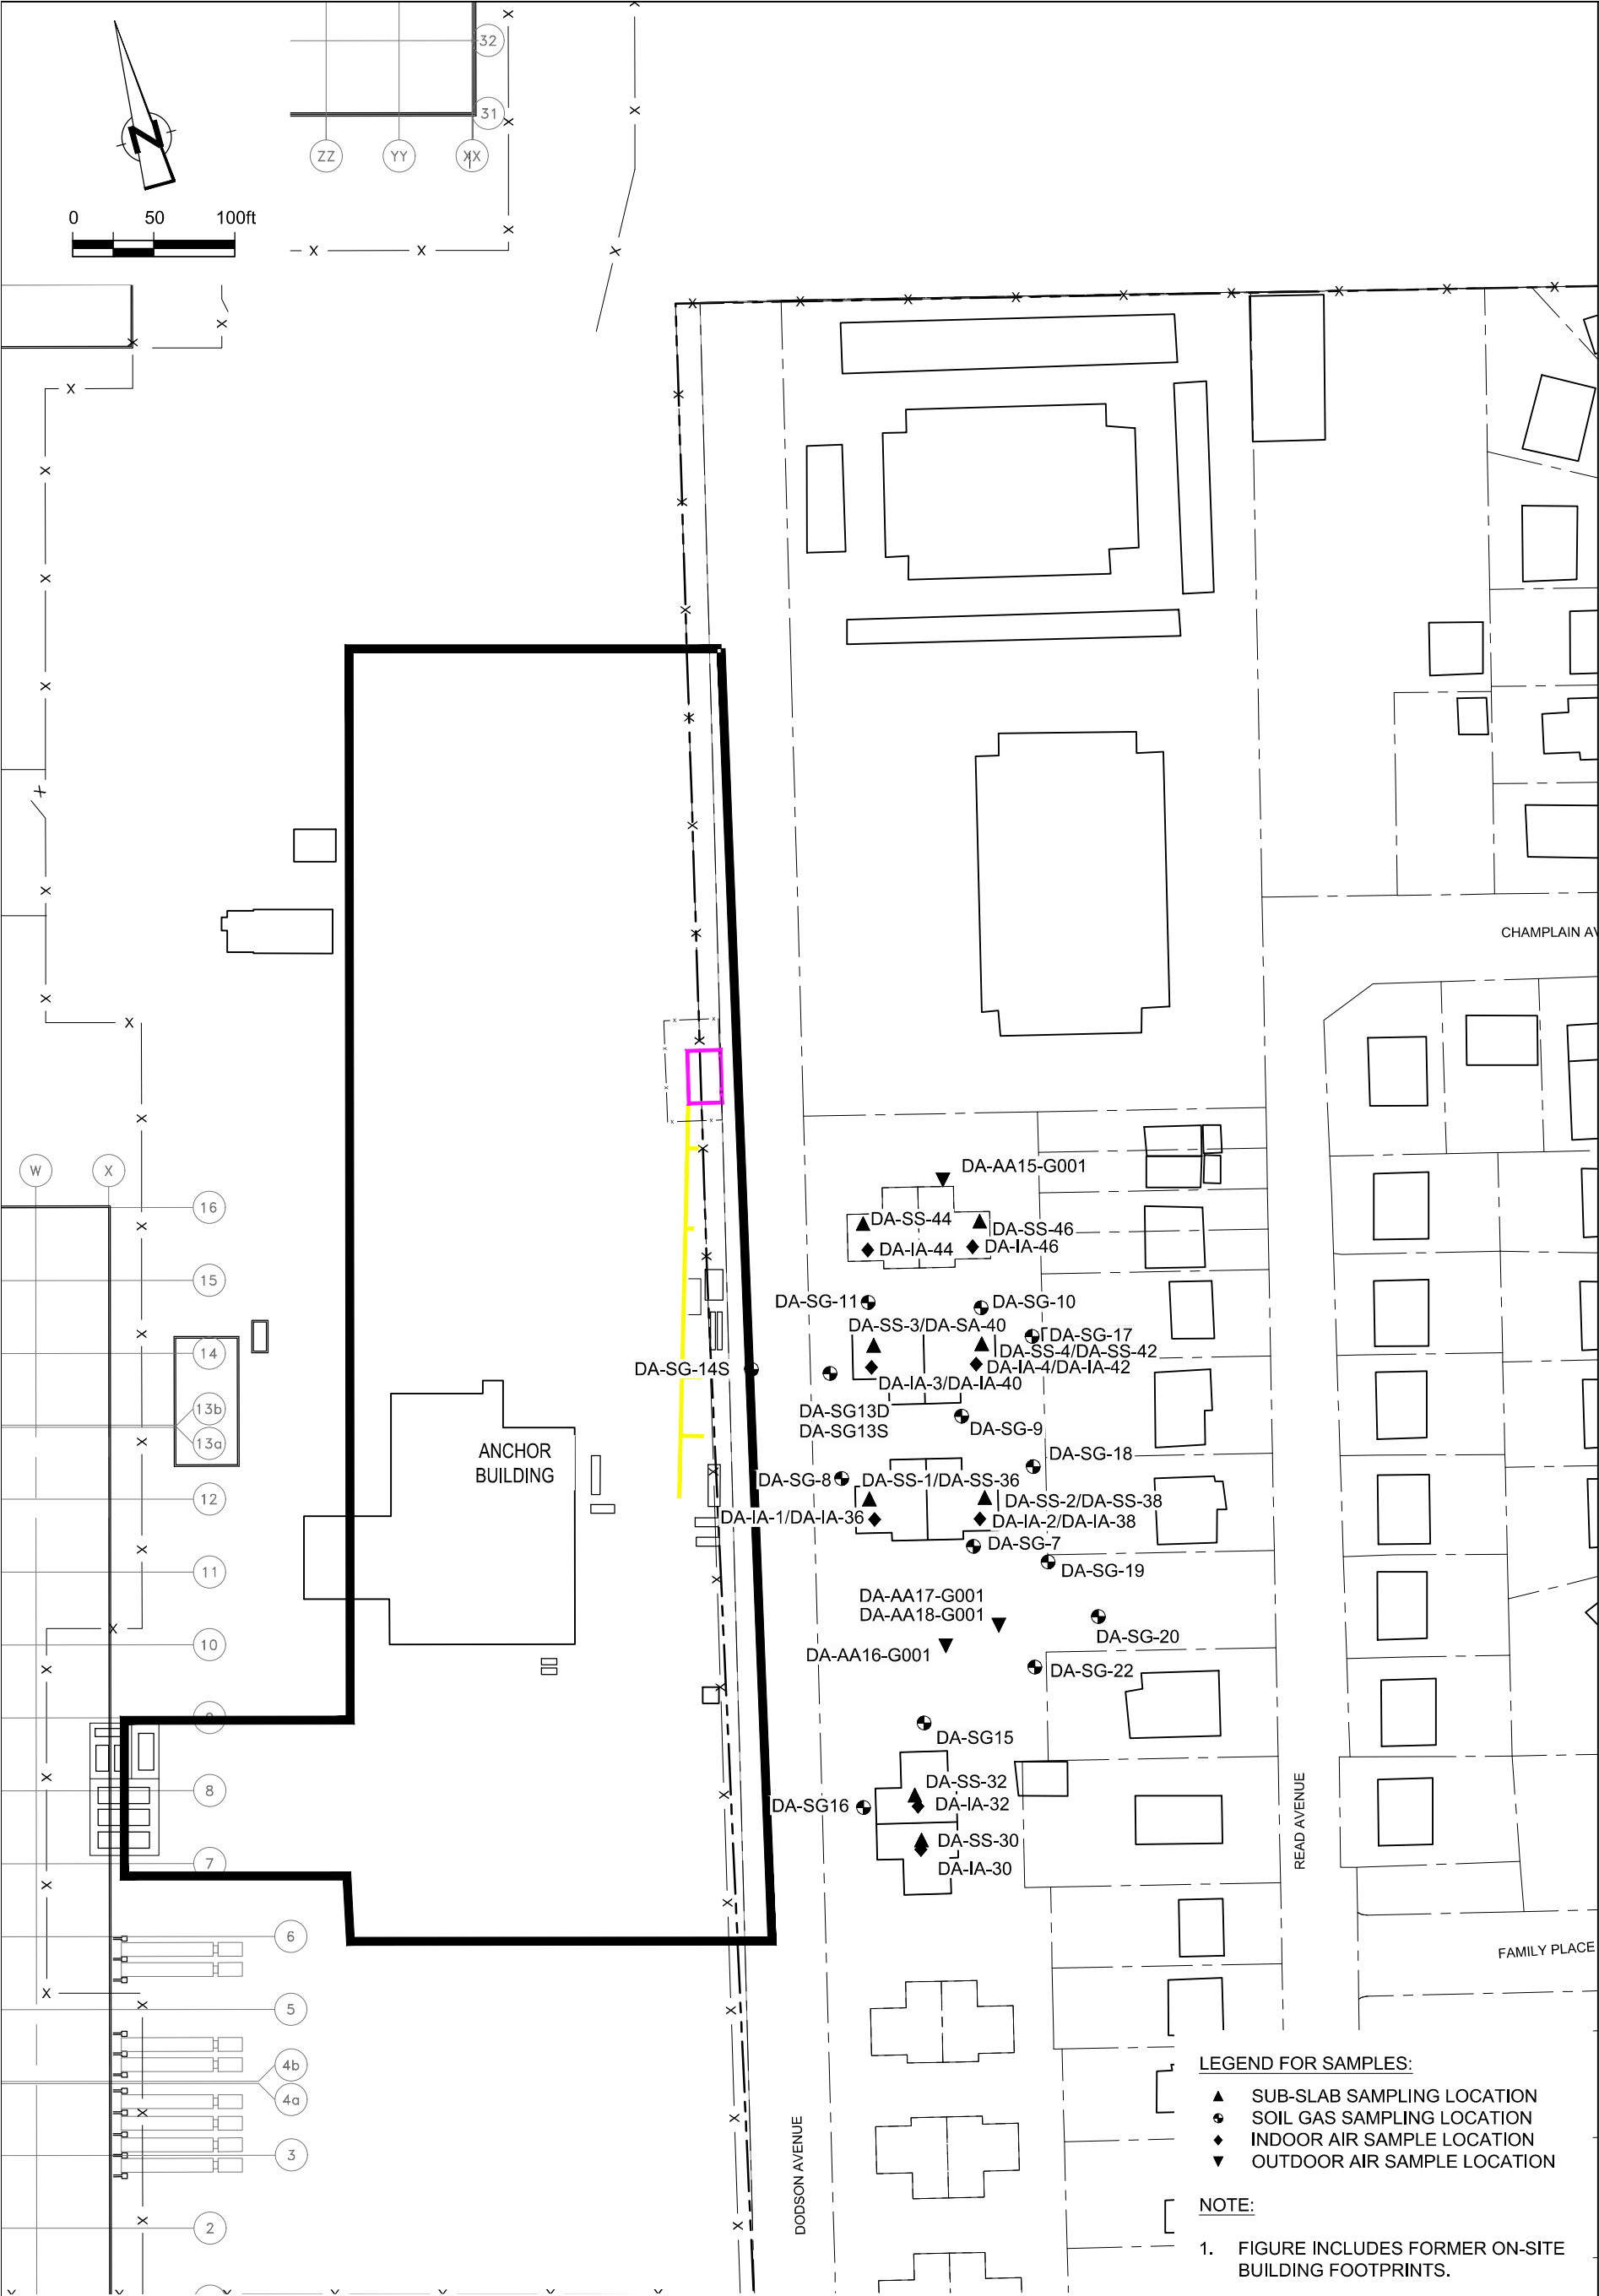 32
31
ZZ
YY
XX
N
0 50 100ft
CHAMPLAIN AV
W
X
16
15
14
13b
13a
12
11
10
9
8
7
6
5
4b
4a
3
2
ANCHOR
BUILDING
DA-AA15-G001
DA-SS-44
DA-SS-46
DA-IA-44
DA-IA-46
DA-SG-11
DA-SG-10
DA-SS-3/DA-SA-40
DA-SG-17
DA-SS-4/DA-SS-42
DA-SG-14S
DA-IA-4/DA-IA-42
DA-IA-3/DA-IA-40
DA-SG13D
DA-SG13S
DA-SG-9
DA-SG-18
DA-SG-8
DA-SS-1/DA-SS-36
DA-SS-2/DA-SS-38
DA-IA-1/DA-IA-36
DA-IA-2/DA-IA-38
DA-SG-7
DA-SG-19
DA-AA17-G001
DA-AA18-G001
DA-SG-20
DA-AA16-G001
DA-SG-22
DA-SG15
DA-SS-32
DA-SG16
DA-IA-32
DA-SS-30
DA-IA-30
READ AVENUE
FAMILY PLACE
DODSON AVENUE
LEGEND FOR SAMPLES:
SUB-SLAB SAMPLING LOCATION
SOIL GAS SAMPLING LOCATION
INDOOR AIR SAMPLE LOCATION
OUTDOOR AIR SAMPLE LOCATION
NOTE:
1. FIGURE INCLUDES FORMER ON-SITE
BUILDING FOOTPRINTS.